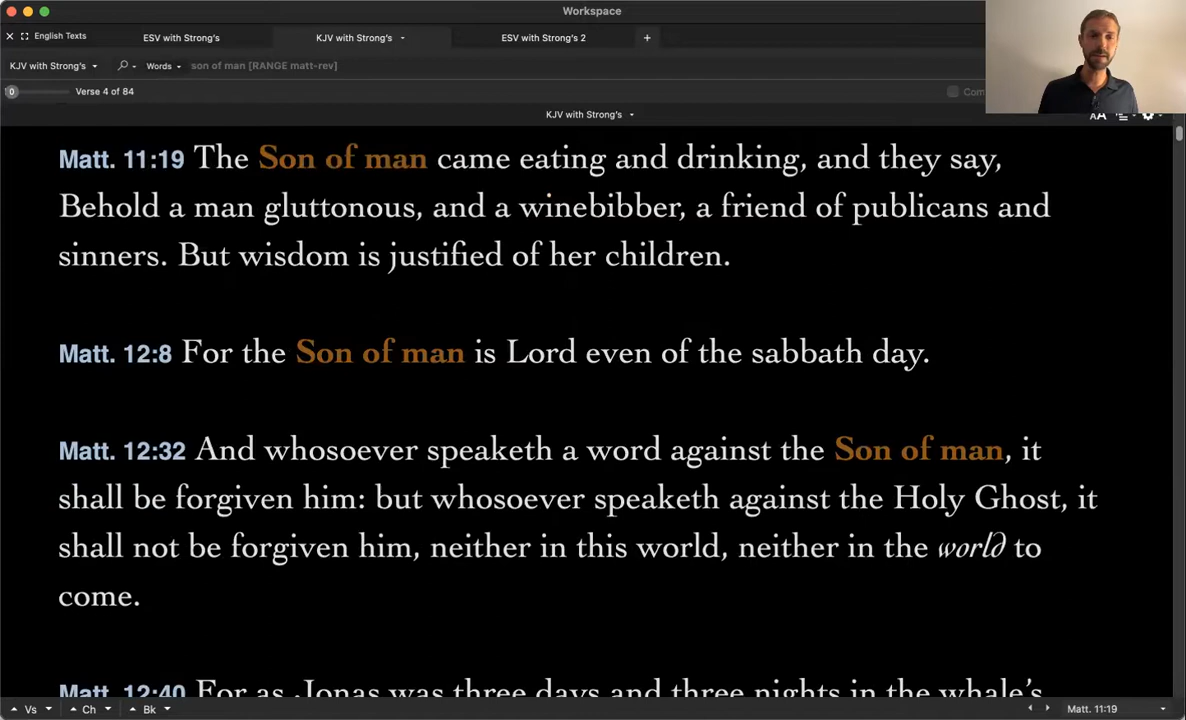 Workspace
English Texts
ESV with Strong's
KJV with Strong's
ESV with Strong's 2
KJV with Strong's
Words
son of man [RANGE matt-rev]
0
Verse 4 of 84
Com
KJV with Strong's
AA
Matt. 11:19 The Son of man came eating and drinking, and they say,
Behold a man gluttonous, and a winebibber, a friend of publicans and
sinners. But wisdom is justified of her children.
Matt. 12:8 For the Son of man is Lord even of the sabbath day.
Matt. 12:32 And whosoever speaketh a word against the Son of man, it
shall be forgiven him: but whosoever speaketh against the Holy Ghost, it
shall not be forgiven him, neither in this world, neither in the world to
come.
Matt. 12:40 For as Jonas was three days and three nights in the whale's
Vs
Ch
Bk
Matt. 11:19